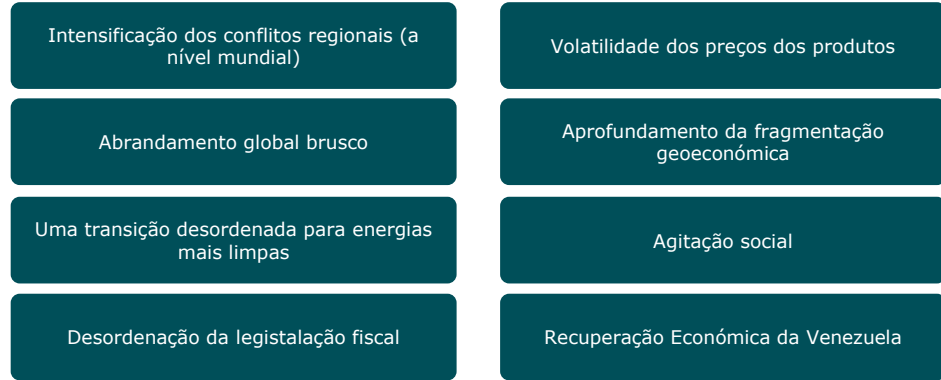 Intensificação dos conflitos regionais (a
nível mundial)
Volatilidade dos preços dos produtos
Abrandamento global brusco
Aprofundamento da fragmentação
geoeconómica
Uma transição desordenada para energias
mais limpas
Agitação social
Desordenação da legistalação fiscal
Recuperação Económica da Venezuela